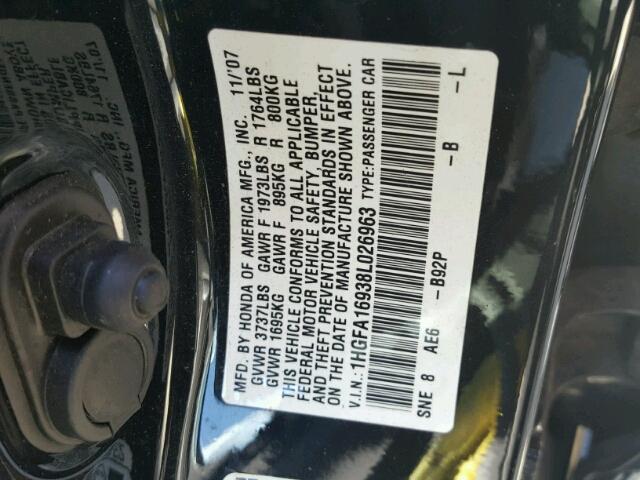 MFD. BY HONDA OF AMERICA MFG., INC. 11/'07
GVWR 3737LBS GAWR F 1973LBS R 1764LBS
GVWR 1695KG GAWR F 895KG R 800KG
THIS VEHICLE CONFORMS TO ALL APPLICABLE
FEDERAL MOTOR VEHICLE SAFETY, BUMPER,
AND THEFT PREVENTION STANDARDS IN EFFECT
ON THE DATE OF MANUFACTURE SHOWN ABOVE.
V.I.N.: 1HGFA16938L026963 TYPE:PASSENGER CAR
SNE 8 AE6 -B92P -B -L